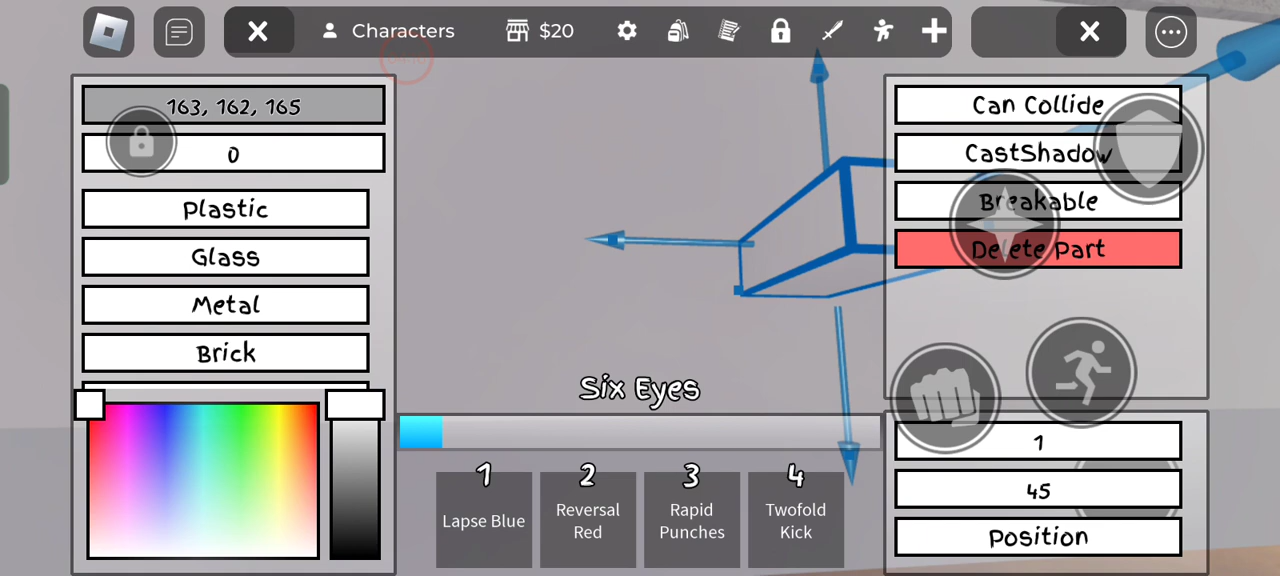 Characters
$20
163, 162, 165
0
Plastic
Glass
Metal
Brick
Can Collide
CastShadow
Breakable
Delete Part
Six Eyes
1
Lapse Blue
2
Reversal
Red
3
Rapid
Punches
4
Twofold
Kick
1
45
Position